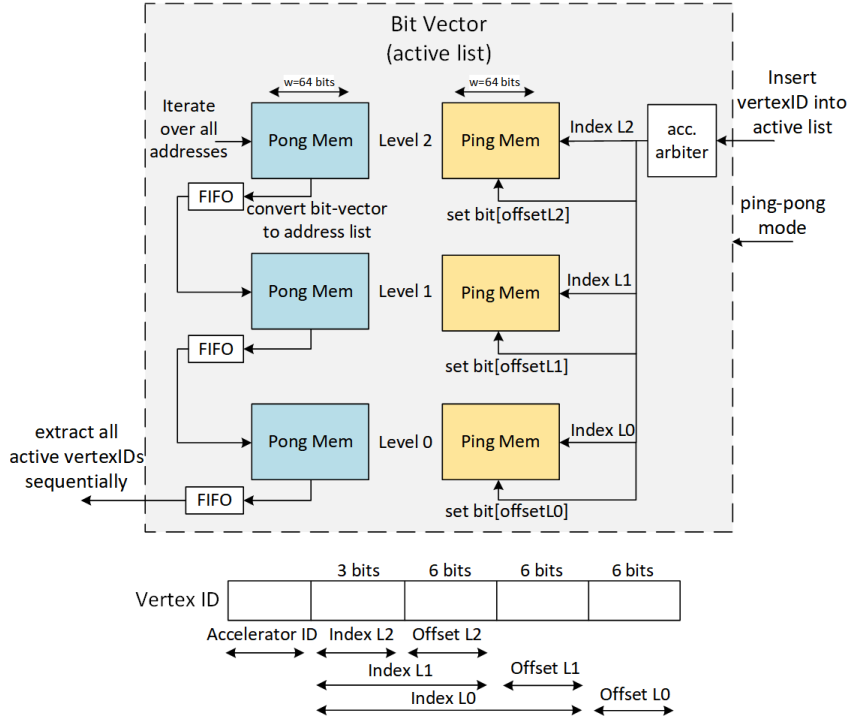 Bit Vector
(active list)
w=64 bits
w=64 bits
Iterate
over all
addresses
Pong Mem
Level 2
Ping Mem
Index L2
acc.
arbiter
Insert
vertexID into
active list
FIFO
convert bit-vector
to address list
set bit[offsetL2]
ping-pong
mode
Pong Mem
Level 1
Ping Mem
Index L1
FIFO
set bit[offsetL1]
Pong Mem
Level 0
Ping Mem
Index L0
extract all
active vertexIDs
sequentially
FIFO
set bit[offsetL0]
3 bits
6 bits
6 bits
6 bits
Vertex ID
Accelerator ID
Index L2
Offset L2
Index L1
Offset L1
Index L0
Offset L0